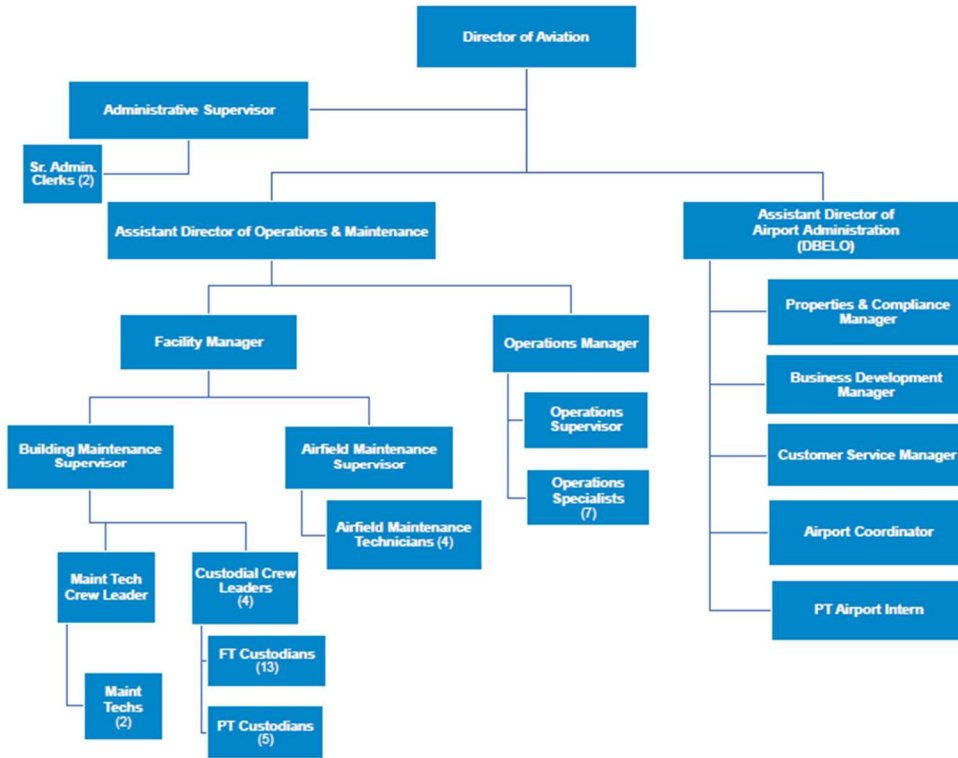 Director of Aviation
Administrative Supervisor
Sr. Admin.
Clerks (2)
Assistant Director of Operations & Maintenance
Assistant Director of
Airport Administration
(DBELO)
Facility Manager
Operations Manager
Properties & Compliance
Manager
Business Development
Manager
Customer Service Manager
Airport Coordinator
PT Airport Intern
Operations
Supervisor
Operations
Specialists
(7)
Building Maintenance
Supervisor
Airfield Maintenance
Supervisor
Airfield Maintenance
Technicians (4)
Maint Tech
Crew Leader
Custodial Crew
Leaders
(4)
FT Custodians
(13)
Maint
Techs
(2)
PT Custodians
(5)